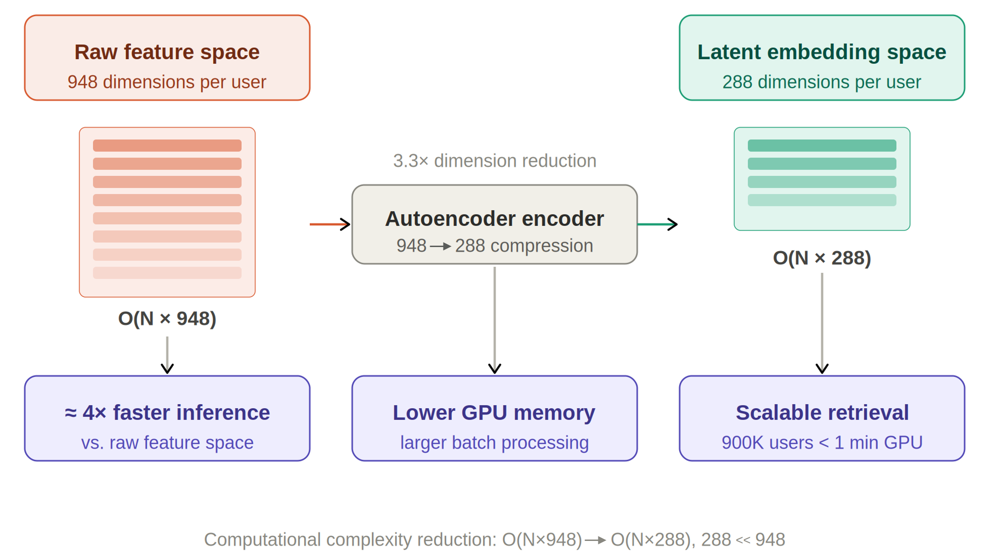 Raw feature space
948 dimensions per user
Latent embedding space
288 dimensions per user
3.3× dimension reduction
Autoencoder encoder
948 → 288 compression
O(N × 288)
O(N × 948)
≈ 4× faster inference
vs. raw feature space
Lower GPU memory
larger batch processing
Scalable retrieval
900K users < 1 min GPU
Computational complexity reduction: O(N×948) → O(N×288), 288 << 948